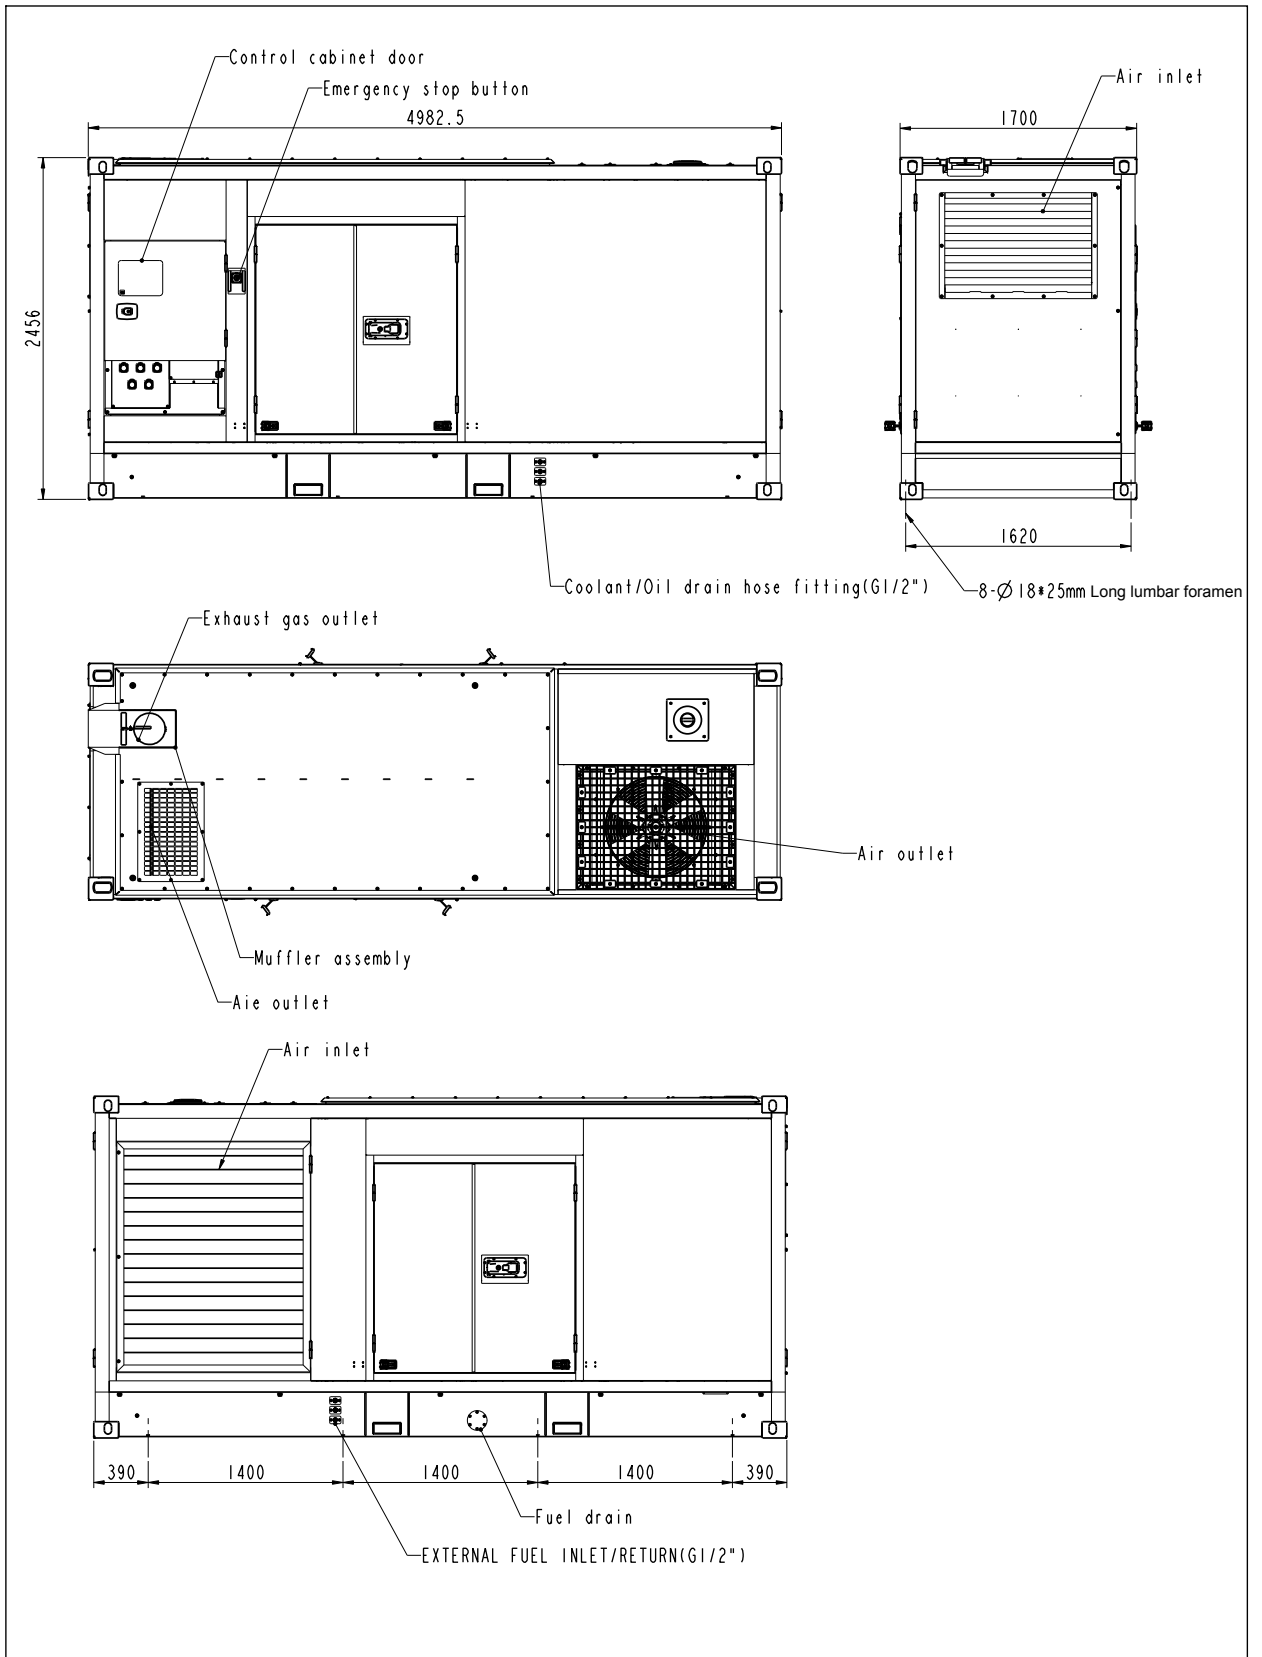 Control cabinet door
Emergency stop button
Air inlet
4982.5
1700
2456
1620
Coolant/Oil drain hose fitting(G1/2")
8-Ø18*25mm Long lumbar foramen
Exhaust gas outlet
Air outlet
Muffler assembly
Aie outlet
Air inlet
390
1400
1400
1400
390
Fuel drain
EXTERNAL FUEL INLET/RETURN(G1/2")